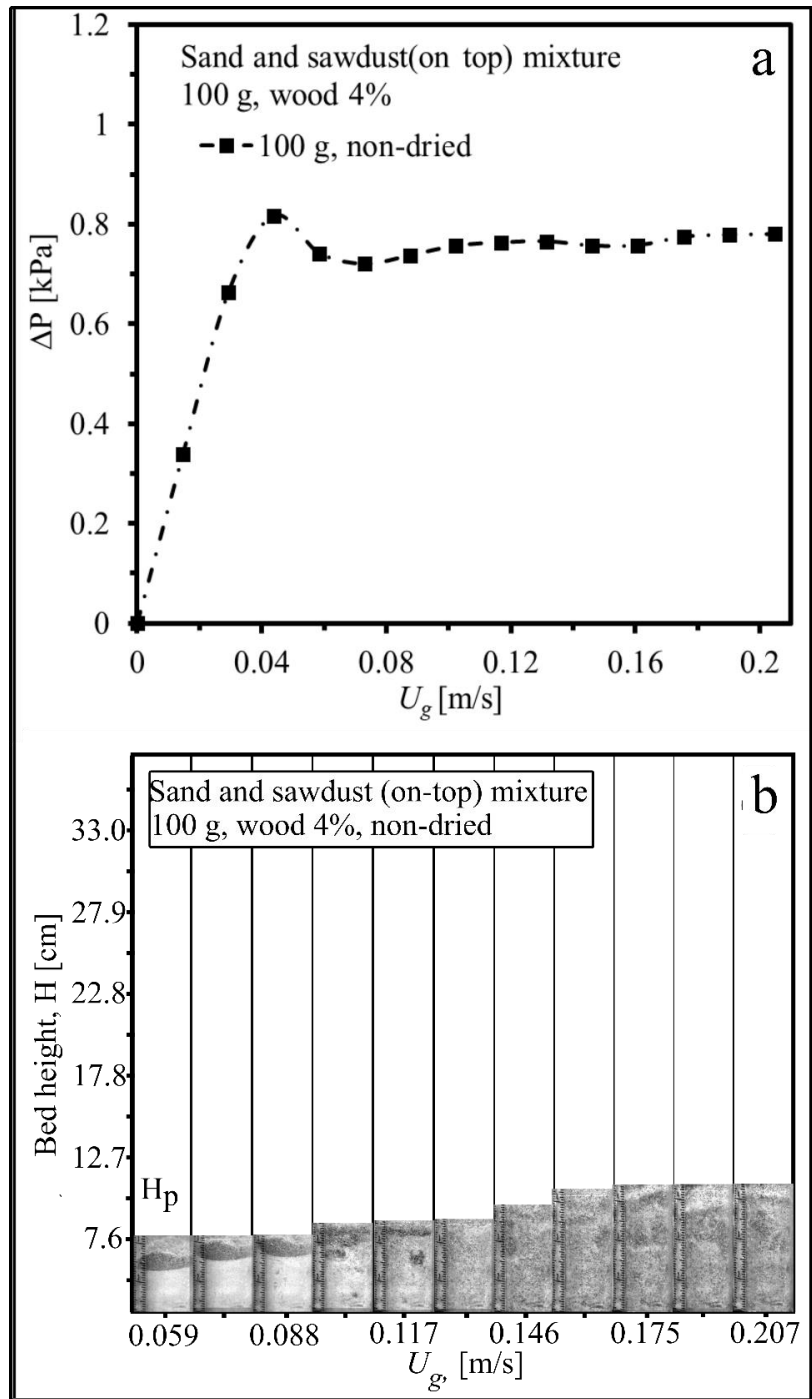 a
Sand and sawdust(on top) mixture
100 g, wood 4%
100 g, non-dried
1.2
1
0.8
0.6
0.4
0.2
0
ΔP [kPa]
0 0.04 0.08 0.12 0.16 0.2
U_g [m/s]
b
Sand and sawdust (on-top) mixture
100 g, wood 4%, non-dried
33.0
27.9
22.8
17.8
12.7
7.6
Bed height, H [cm]
H_p
0.059 0.088 0.117 0.146 0.175 0.207
U_g, [m/s]